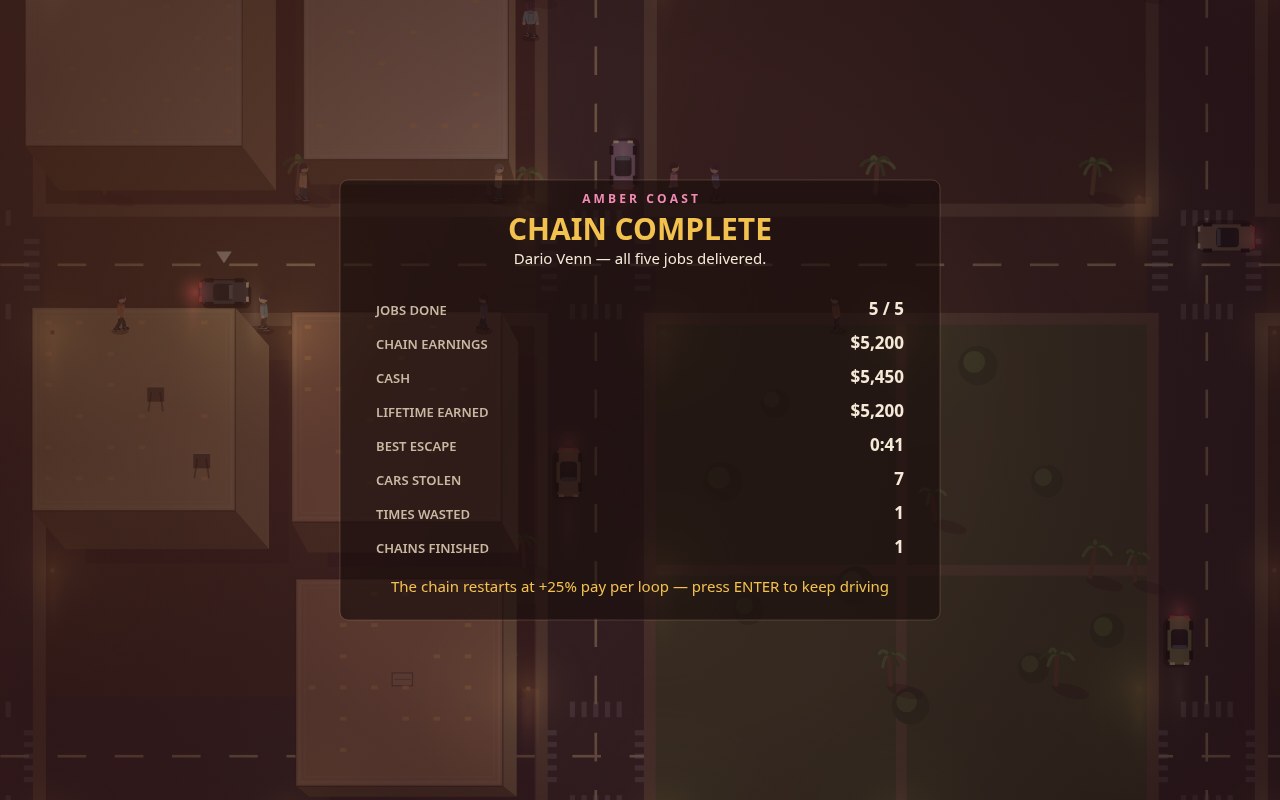 AMBER COAST
CHAIN COMPLETE
Dario Venn — all five jobs delivered.
JOBS DONE 5 / 5
CHAIN EARNINGS $5,200
CASH $5,450
LIFETIME EARNED $5,200
BEST ESCAPE 0:41
CARS STOLEN 7
TIMES WASTED 1
CHAINS FINISHED 1
The chain restarts at +25% pay per loop — press ENTER to keep driving